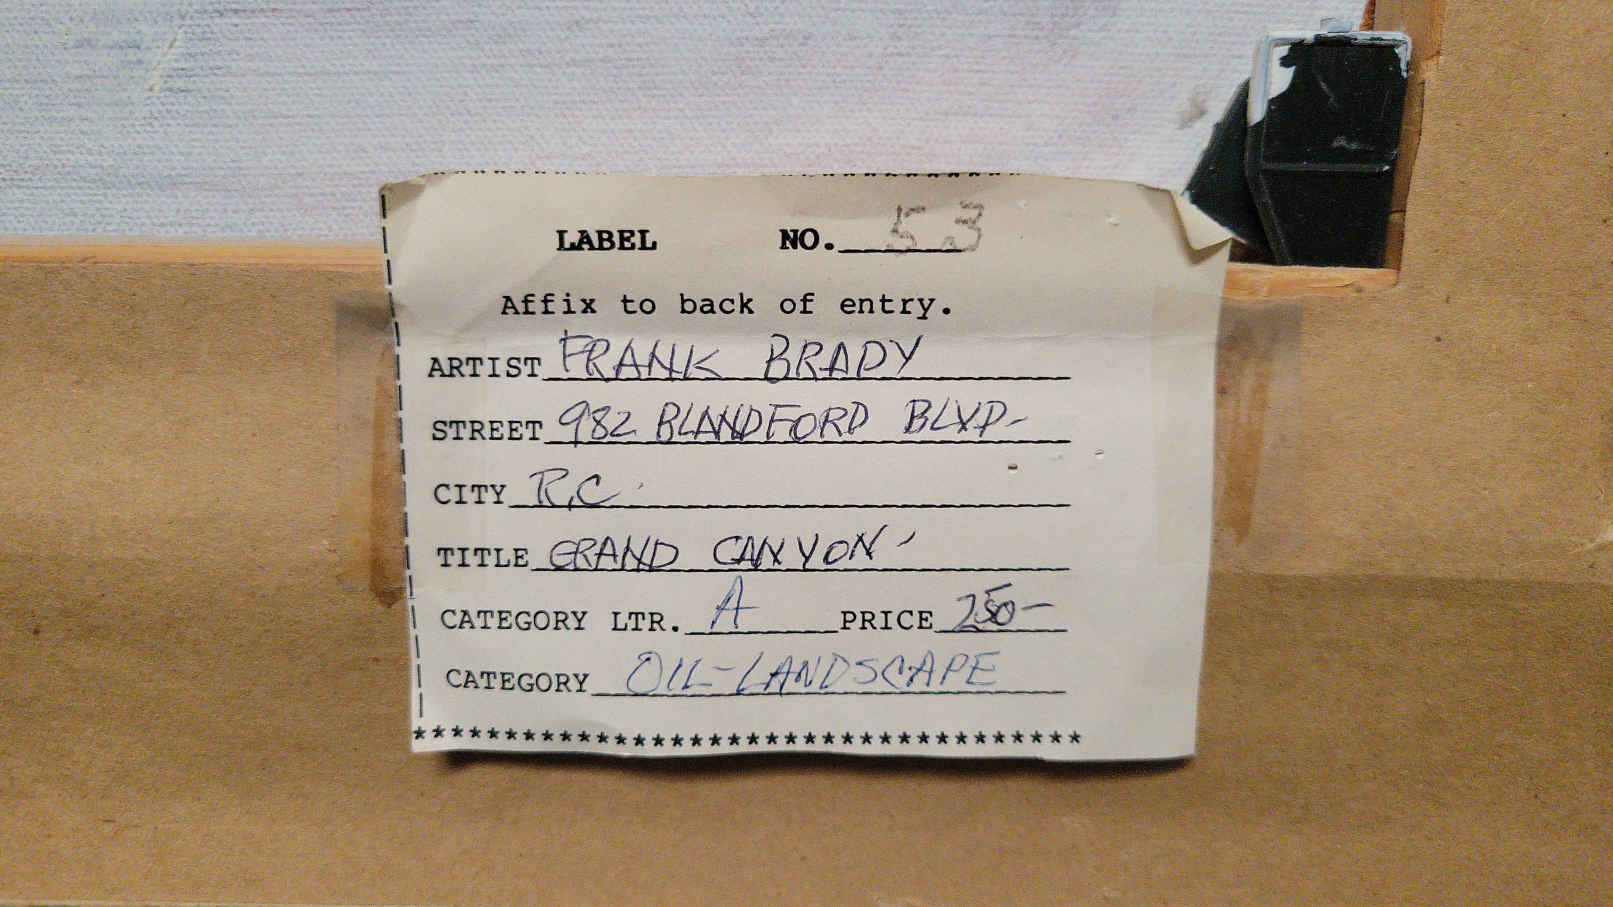 ************************************
LABEL NO. 53
Affix to back of entry.
ARTIST FRANK BRADY
STREET 982 BLANDFORD BLVD-
CITY R.C.
TITLE GRAND CANYON
CATEGORY LTR. A PRICE 250-
CATEGORY OIL-LANDSCAPE
*************************************